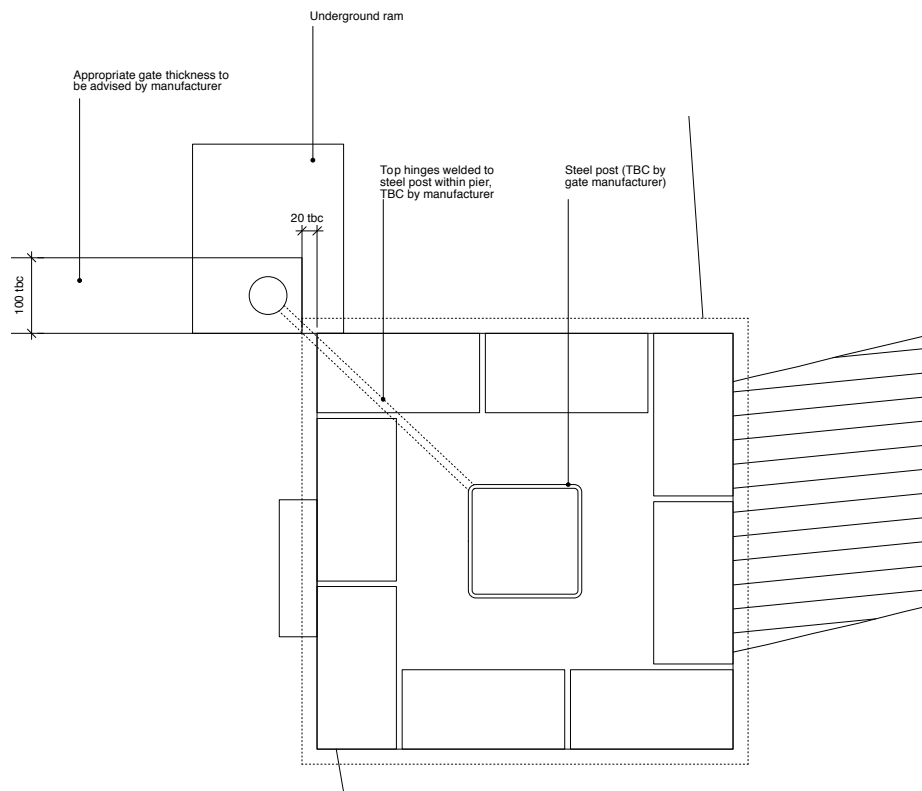 Underground ram
Appropriate gate thickness to
be advised by manufacturer
Top hinges welded to
steel post within pier,
TBC by manufacturer
Steel post (TBC by
gate manufacturer)
20 tbc
100 tbc